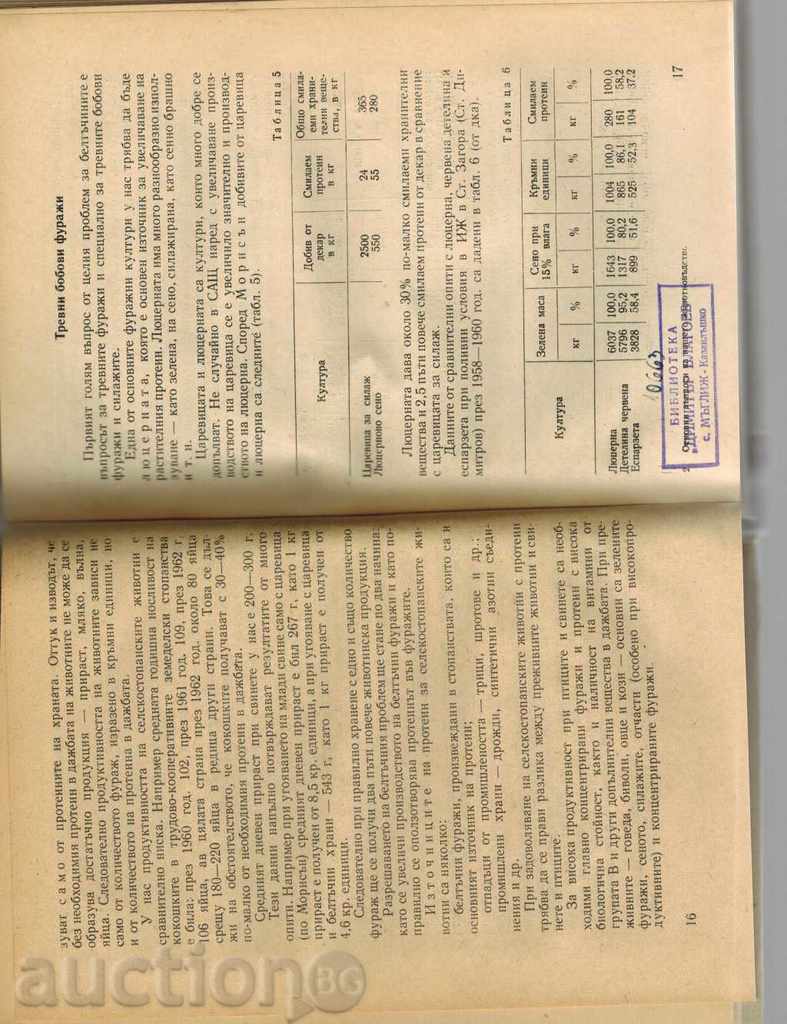 зуват само от протеините на храната. Оттук и изводът, че
без необходимия протеин в дажбата на животните не може да се
образува достатъчно продукция — прираст, мляко, вълна,
яйца. Следователно продуктивността на животните зависи не
само от количеството фураж, изразено в кръмни единици, но
и от количеството на протеина в дажбата.
У нас продуктивността на селскостопанските животни е
сравнително ниска. Например средната годишна носливост на
кокошките в трудово-кооперативните земеделски стопанства
е била: през 1960 год. 102, през 1961 год. 109, през 1962 г.
106 яйца, а в цялата страна през 1962 год. около 80 яйца
срещу 180—220 яйца в редица други страни. Това се дъл-
жи на обстоятелството, че кокошките получават с 30—40%
по-малко от необходимия протеин в дажбата.
Средният дневен прираст при свинете у нас е 200—300 г.
Тези данни напълно потвърждават резултатите от много
опити. Например при угояването на млади свине само с царевица
(по Морисън) средният дневен прираст е бил 267 г, като 1 кг
прираст е получен от 8,5 кр. единици, а при угояване с царевица
и белтъчни храни — 543 г, като 1 кг прираст е получен от
4,6 кр. единици.
Следователно при правилно хранене с едно и също количество
фураж ще се получи два пъти повече животинска продукция.
Разрешаването на белтъчния проблем ще стане по два начина:
като се увеличи производството на белтъчни фуражи и като по-
правилно се оползотворява протеинът във фуражите.
Източниците на протеини за селскостопанските жи-
вотни са няколко:
белтъчни фуражи, произвеждани в стопанствата, които са и
основният източник на протеини;
отпадъци от промишлеността — трици, шротове и др.;
промишлени храни — дрожди, синтетични азотни съеди-
нения и др.
При задоволяване на селскостопанските животни с протеин
трябва да се прави разлика между преживните животни и сви-
нете и птиците.
За висока продуктивност при птиците и свинете са необ-
ходими главно концентрирани фуражи и протеини с висока
биологична стойност, както и наличност на витамини от
групата В и други допълнителни вещества в дажбата. При пре-
живните — говеда, биволи, овце и кози — основни са зелените
фуражи, сеното, силажите, отчасти (особено при високопро-
дуктивните) и концентрираните фуражи.
16
Тревни бобови фуражи
Първият голям въпрос от целия проблем за белтъчините е
въпросът за тревните фуражи и специално за тревните бобови
фуражи и силажите.
Една от основните фуражни култури у нас трябва да бъде
люцерната, която е основен източник за увеличаване на
растителния протеин. Люцерната има много разнообразно изпол-
зуване — като зелена, на сено, силажирана, като сенно брашно
и т. н.
Царевицата и люцерната са култури, които много добре се
допълват. Не случайно в САЩ наред с увеличаване произ-
водството на царевица се е увеличило значително и производ-
ството на люцерна. Според Морисън добивите от царевица
и люцерна са следните (табл. 5).
Таблица 5
Култура | Добив от декар в кг | Смилаем протеин в кг | Общо смила-еми храни-телни веще-ства, в кг
Царевица за силаж 2500 24 365
Люцерново сено 550 55 280
Люцерната дава около 30% по-малко смилаеми хранителни
вещества и 2,5 пъти повече смилаем протеин от декар в сравнение
с царевицата за силаж.
Данните от сравнителни опити с люцерна, червена детелина и
еспарзета при поливни условия в ИЖ в Ст. Загора (Ст. Ди-
митров) през 1958—1960 год. са дадени в табл. 6 (от дка).
Таблица 6
Култура | Зелена маса | Сено при 15% влага | Кръмни единици | Смилаем протеин
кг % кг % кг % кг %
Люцерна 6037 100,0 1643 100,0 1004 100,0 280 100,0
Детелина червена 5796 95,2 1317 80,2 865 86,1 161 58,2
Еспарзета 3828 58,4 899 51,6 525 52,3 104 37,2
БИБЛИОТЕКА
„ДИМИТЪР БЛАГОЕВ"
с. МЪГЛИЖ - Казанлъшко
17
auctionBG